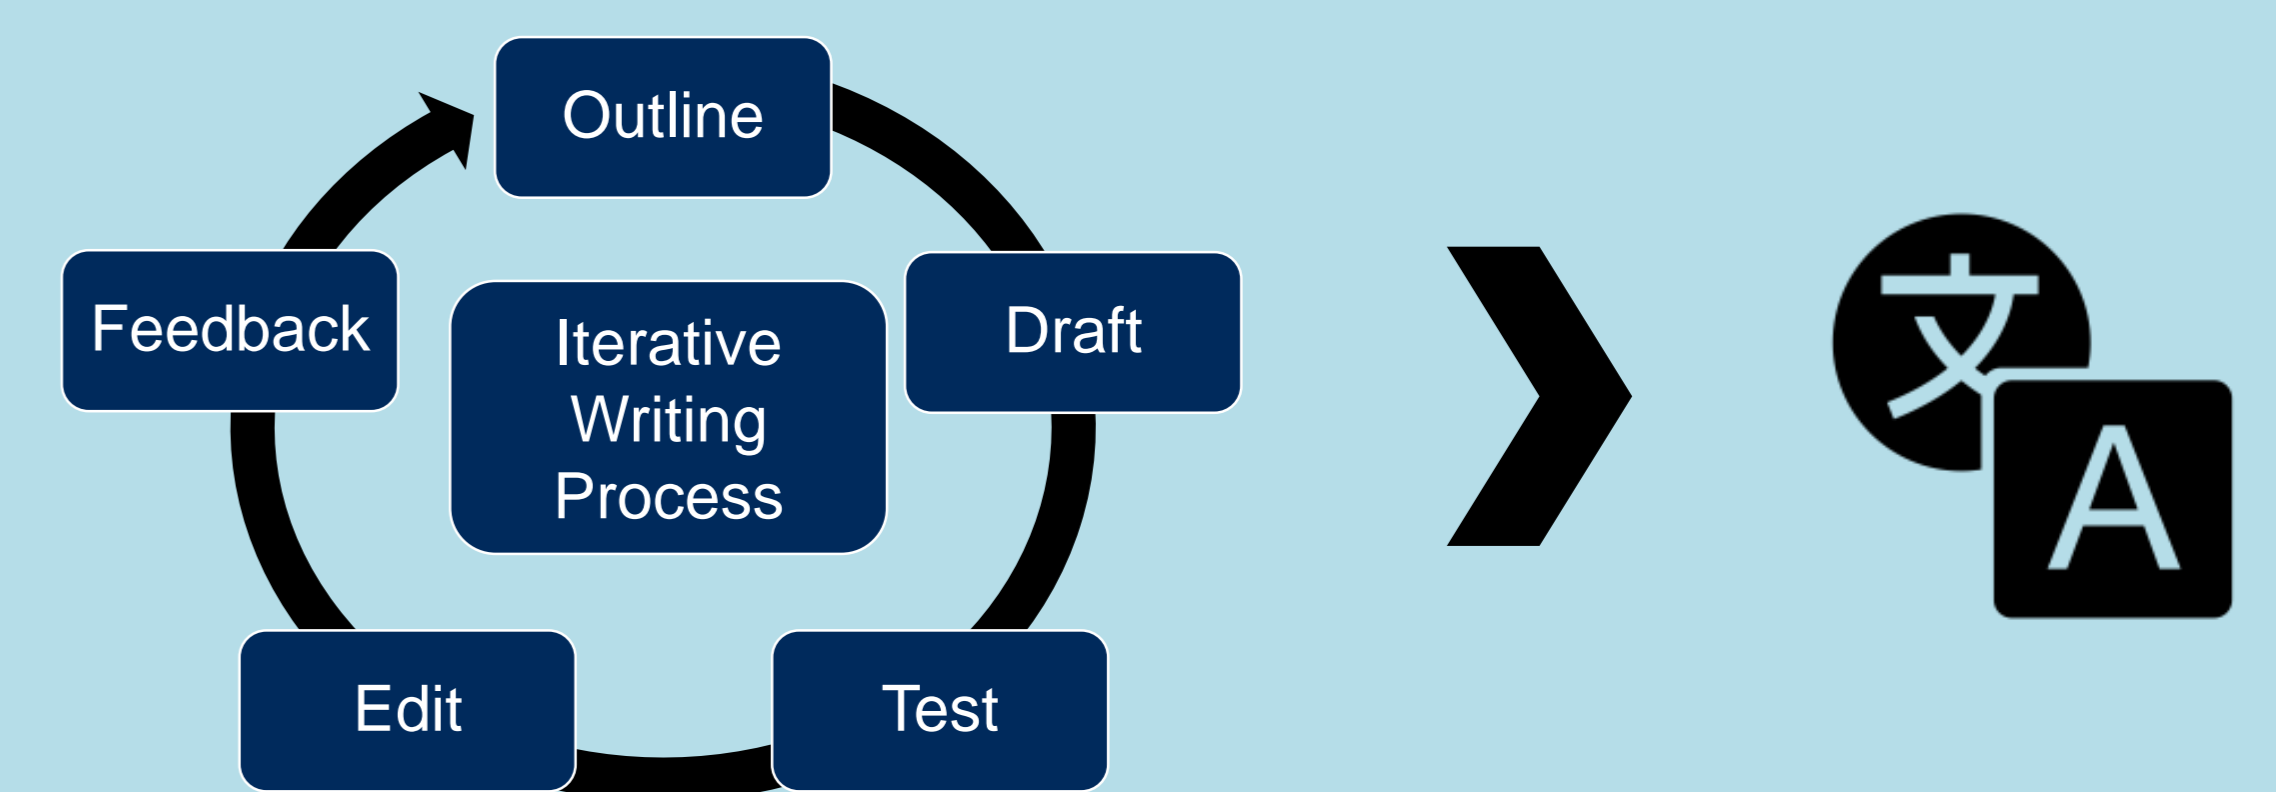 Outline
Feedback
Iterative
Writing
Process
Draft
Edit
Test
文
A